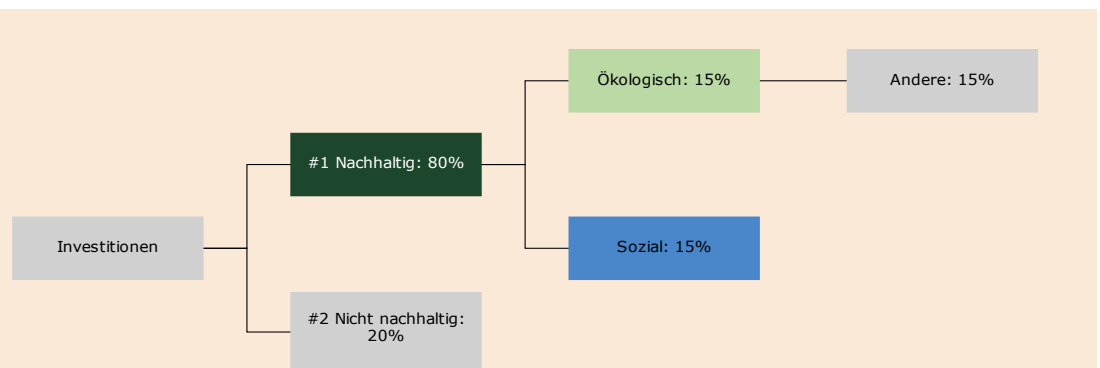 Ökologisch: 15%
Andere: 15%
#1 Nachhaltig: 80%
Investitionen
Sozial: 15%
#2 Nicht nachhaltig:
20%